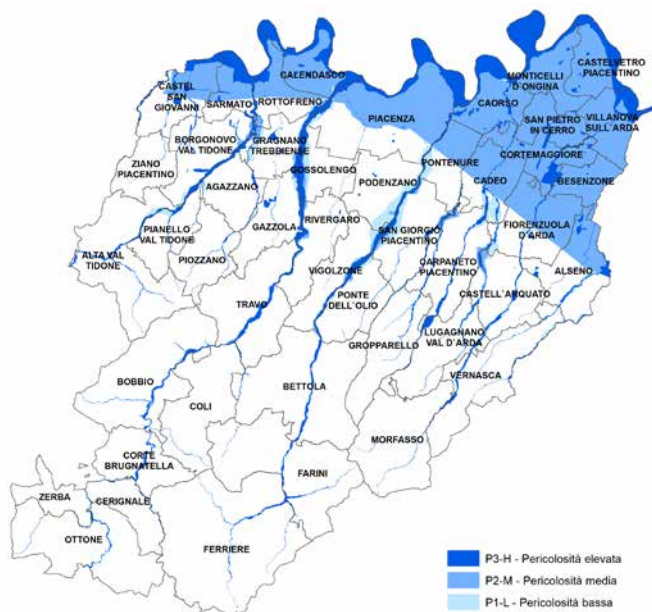 CASTELVETRO
PIACENTINO
MONTICELLI
D'ONGINA
CALENDASCO
CASTEL
SAN
GIOVANNI
SARMATO
ROTTOFRENO
CAORSO
PIACENZA
SAN PIETRO
IN CERRO
VILLANOVA
SULL'ARDA
BORGONOVO
VAL TIDONE
GRAGNANO
TREBBIENSE
ZIANO
PIACENTINO
GOSSOLENGO
PONTENURE
CORTEMAGGIORE
PODENZANO
CADEO
BESENZONE
AGAZZANO
PIANELLO
VAL TIDONE
GAZZOLA
RIVERGARO
SAN GIORGIO
PIACENTINO
FIORENZUOLA
D'ARDA
ALTA VAL
TIDONE
PIOZZANO
VIGOLZONE
CARPANETO
PIACENTINO
ALSENO
TRAVO
PONTE
DELL'OLIO
CASTELL'ARQUATO
GROPPARELLO
LUGAGNANO
VAL D'ARDA
BOBBIO
COLI
BETTOLA
VERNASCA
MORFASSO
CORTE
BRUGNATELLA
FARINI
ZERBA
CERIGNALE
OTTONE
FERRIERE
P3-H - Pericolosità elevata
P2-M - Pericolosità media
P1-L - Pericolosità bassa